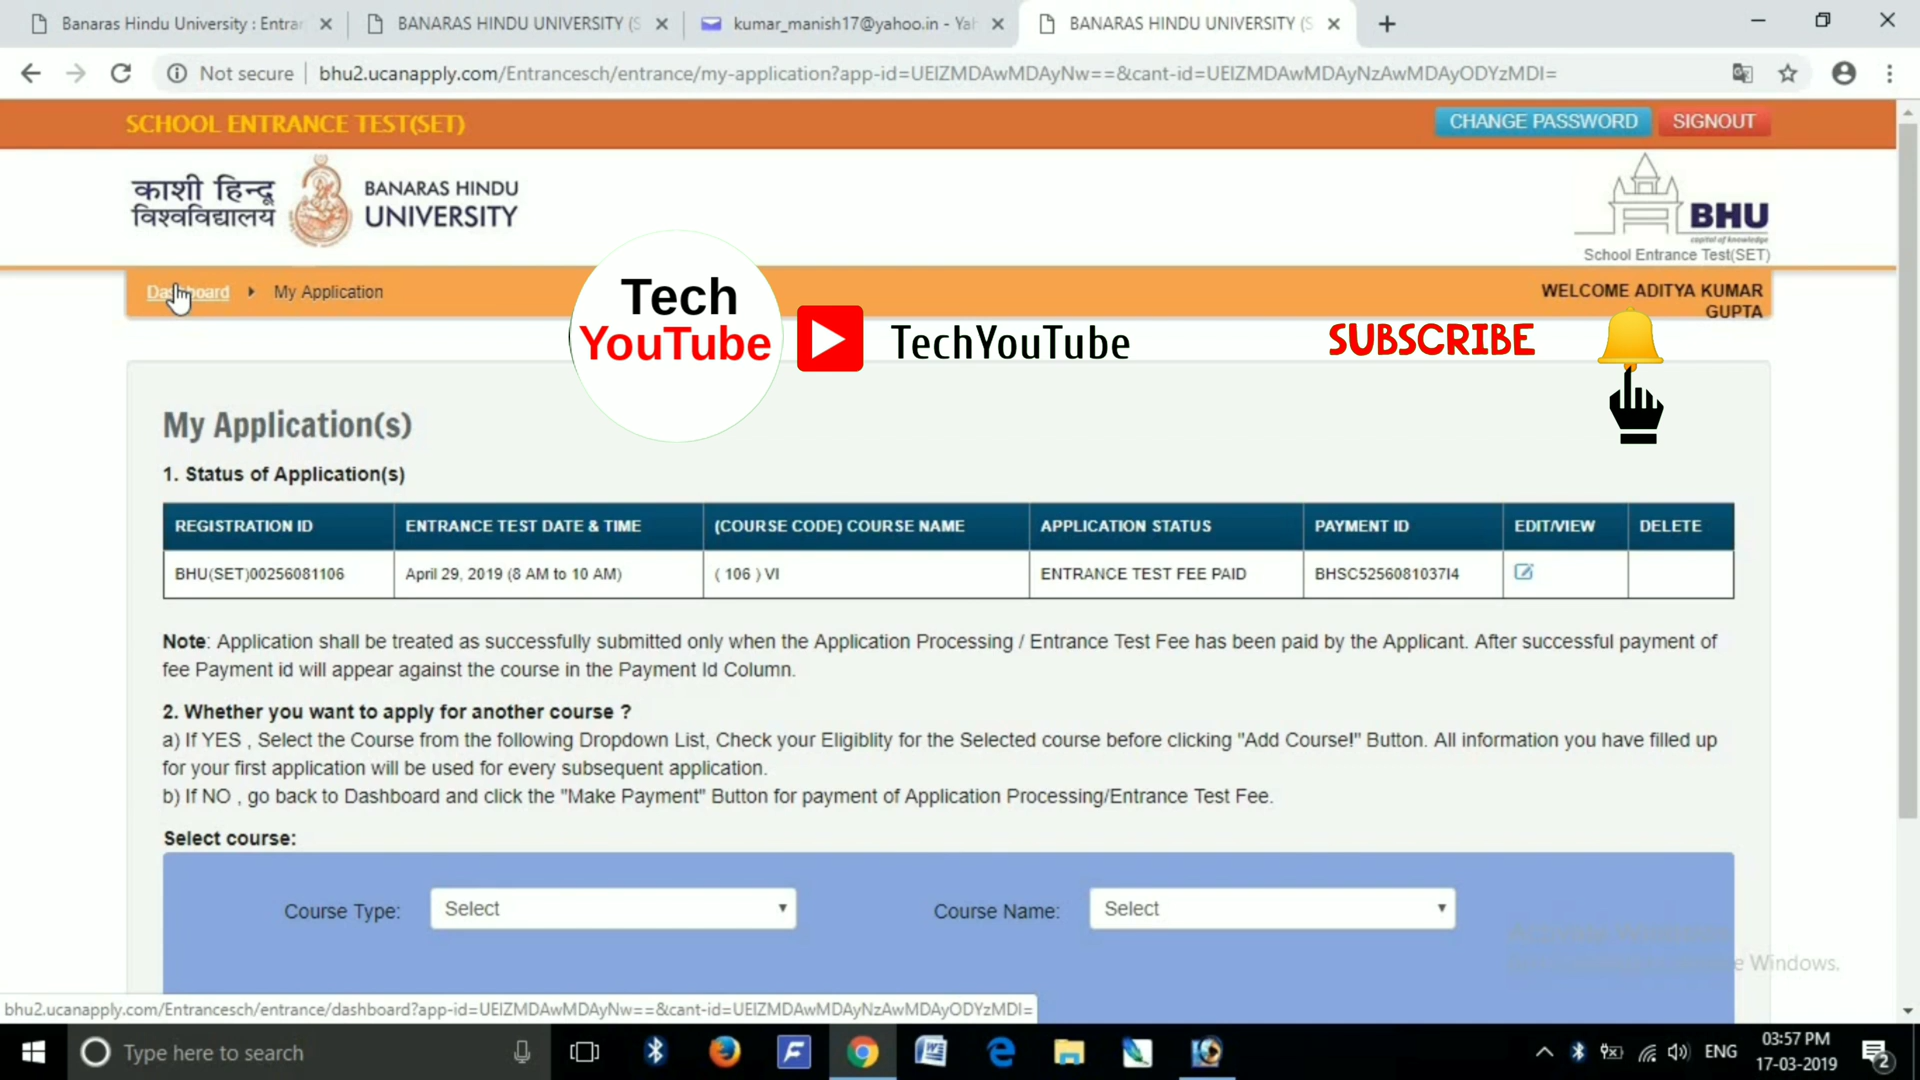 Banaras Hindu University : Entra
BANARAS HINDU UNIVERSITY (S
kumar_manish17@yahoo.in - Yah
BANARAS HINDU UNIVERSITY (S
Not secure
bhu2.ucanapply.com/Entrancesch/entrance/my-application?app-id=UEIZMDAwMDAyNw==&cant-id=UEIZMDAwMDAyNzAwMDAyODYzMDI=
SCHOOL ENTRANCE TEST(SET)
CHANGE PASSWORD
SIGNOUT
काशी हिन्दू
विश्वविद्यालय
BANARAS HINDU
UNIVERSITY
BHU
capital of knowledge
School Entrance Test(SET)
Dashboard
My Application
WELCOME ADITYA KUMAR
GUPTA
Tech
YouTube
TechYouTube
SUBSCRIBE
My Application(s)
1. Status of Application(s)
REGISTRATION ID ENTRANCE TEST DATE & TIME (COURSE CODE) COURSE NAME APPLICATION STATUS PAYMENT ID EDIT/VIEW DELETE
BHU(SET)00256081106 April 29, 2019 (8 AM to 10 AM) ( 106 ) VI ENTRANCE TEST FEE PAID BHSC5256081037I4
Note: Application shall be treated as successfully submitted only when the Application Processing / Entrance Test Fee has been paid by the Applicant. After successful payment of
fee Payment id will appear against the course in the Payment Id Column.
2. Whether you want to apply for another course ?
a) If YES , Select the Course from the following Dropdown List, Check your Eligiblity for the Selected course before clicking "Add Course!" Button. All information you have filled up
for your first application will be used for every subsequent application.
b) If NO , go back to Dashboard and click the "Make Payment" Button for payment of Application Processing/Entrance Test Fee.
Select course:
Course Type: Select
Course Name: Select
e Windows.
bhu2.ucanapply.com/Entrancesch/entrance/dashboard?app-id=UEIZMDAwMDAyNw==&cant-id=UEIZMDAwMDAyNzAwMDAyODYzMDI=
Type here to search
ENG
03:57 PM
17-03-2019
2